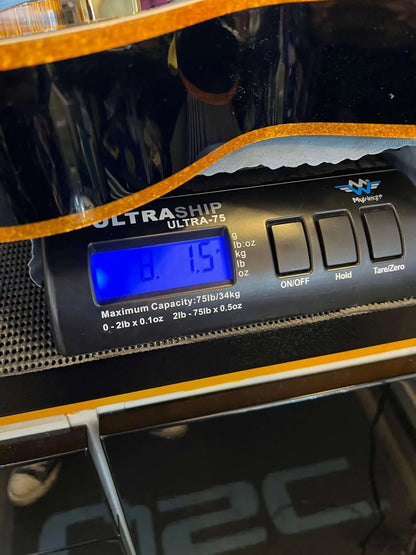 ULTRASHIP
ULTRA-75
MyWeigh
8. 1.5
g
lb:oz
kg
lb
oz
ON/OFF
Hold
Tare/Zero
Maximum Capacity:75lb/34kg
0 - 2lb x 0.1oz 2lb - 75lb x 0.5oz